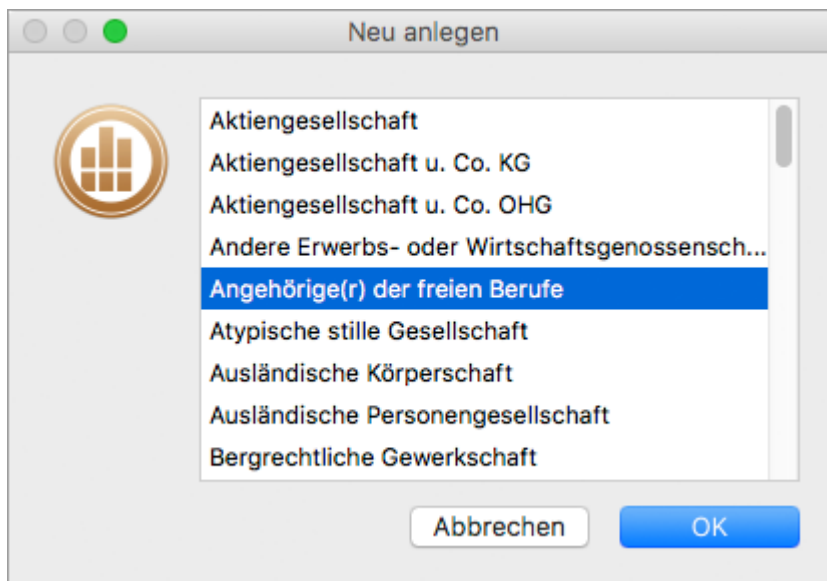 Neu anlegen
Aktiengesellschaft
Aktiengesellschaft u. Co. KG
Aktiengesellschaft u. Co. OHG
Andere Erwerbs- oder Wirtschaftsgenossensch...
Angehörige(r) der freien Berufe
Atypische stille Gesellschaft
Ausländische Körperschaft
Ausländische Personengesellschaft
Bergrechtliche Gewerkschaft
Abbrechen
OK